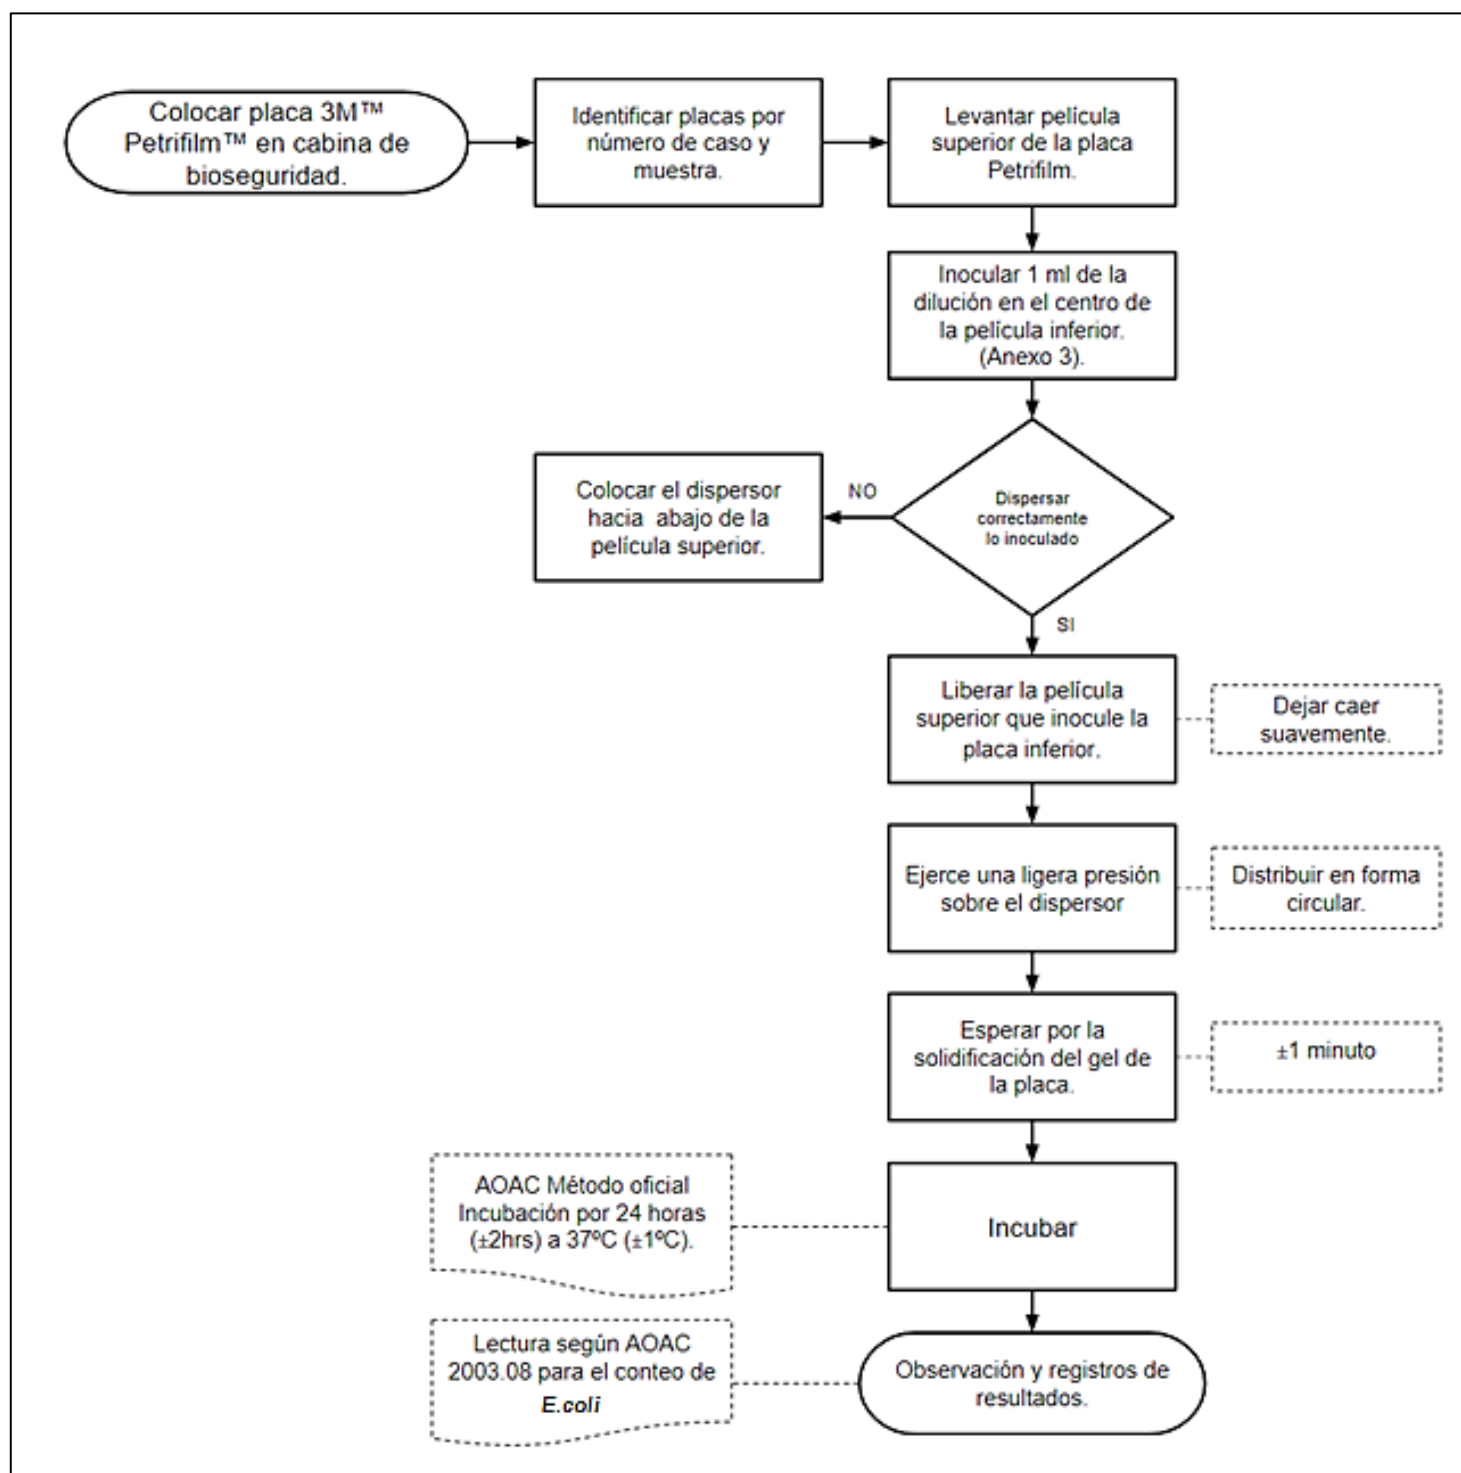 Colocar placa 3M™
Petrifilm™ en cabina de
bioseguridad.
Identificar placas por
número de caso y
muestra.
Levantar película
superior de la placa
Petrifilm.
Inocular 1 ml de la
dilución en el centro de
la película inferior.
(Anexo 3).
Dispersar
correctamente
lo inoculado
NO
Colocar el dispersor
hacia abajo de la
película superior.
SI
Liberar la película
superior que inocule la
placa inferior.
Dejar caer
suavemente.
Ejerce una ligera presión
sobre el dispersor
Distribuir en forma
circular.
Esperar por la
solidificación del gel de
la placa.
±1 minuto
Incubar
AOAC Método oficial
Incubación por 24 horas
(±2hrs) a 37ºC (±1ºC).
Observación y registros de
resultados.
Lectura según AOAC
2003.08 para el conteo de
E.coli